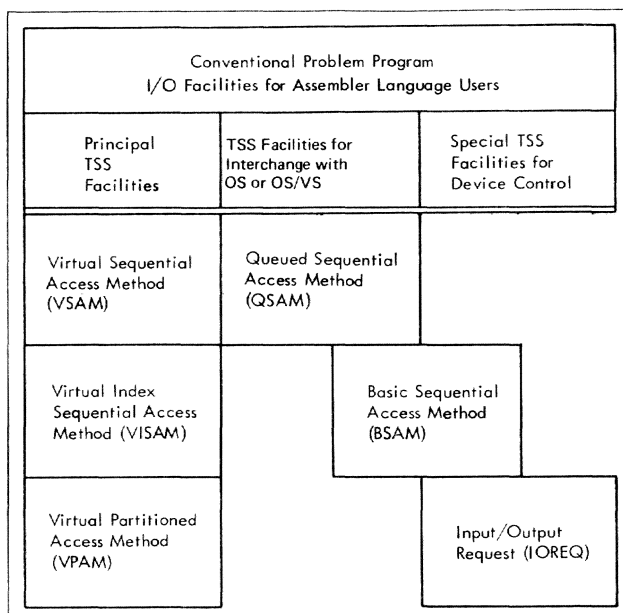 Conventional Problem Program
I/O Facilities for Assembler Language Users
Principal
TSS
Facilities
TSS Facilities for
Interchange with
OS or OS/VS
Special TSS
Facilities for
Device Control
Virtual Sequential
Access Method
(VSAM)
Queued Sequential
Access Method
(QSAM)
Virtual Index
Sequential Access
Method (VISAM)
Basic Sequential
Access Method
(BSAM)
Virtual Partitioned
Access Method
(VPAM)
Input/Output
Request (IOREQ)